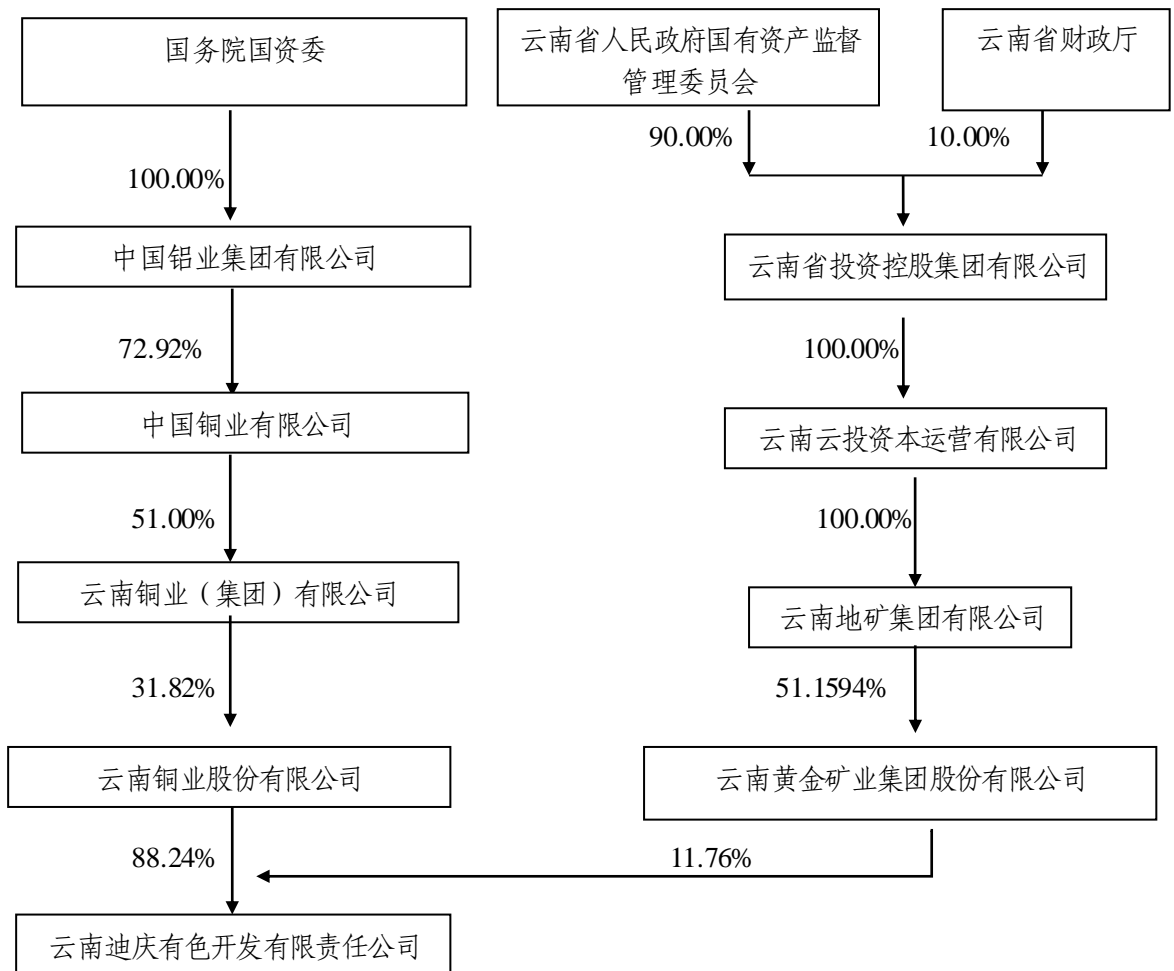 国务院国资委
云南省人民政府国有资产监督
管理委员会
云南省财政厅
90.00%
10.00%
100.00%
中国铝业集团有限公司
云南省投资控股集团有限公司
72.92%
100.00%
中国铜业有限公司
云南云投资本运营有限公司
51.00%
100.00%
云南铜业（集团）有限公司
云南地矿集团有限公司
31.82%
51.1594%
云南铜业股份有限公司
云南黄金矿业集团股份有限公司
88.24%
11.76%
云南迪庆有色开发有限责任公司